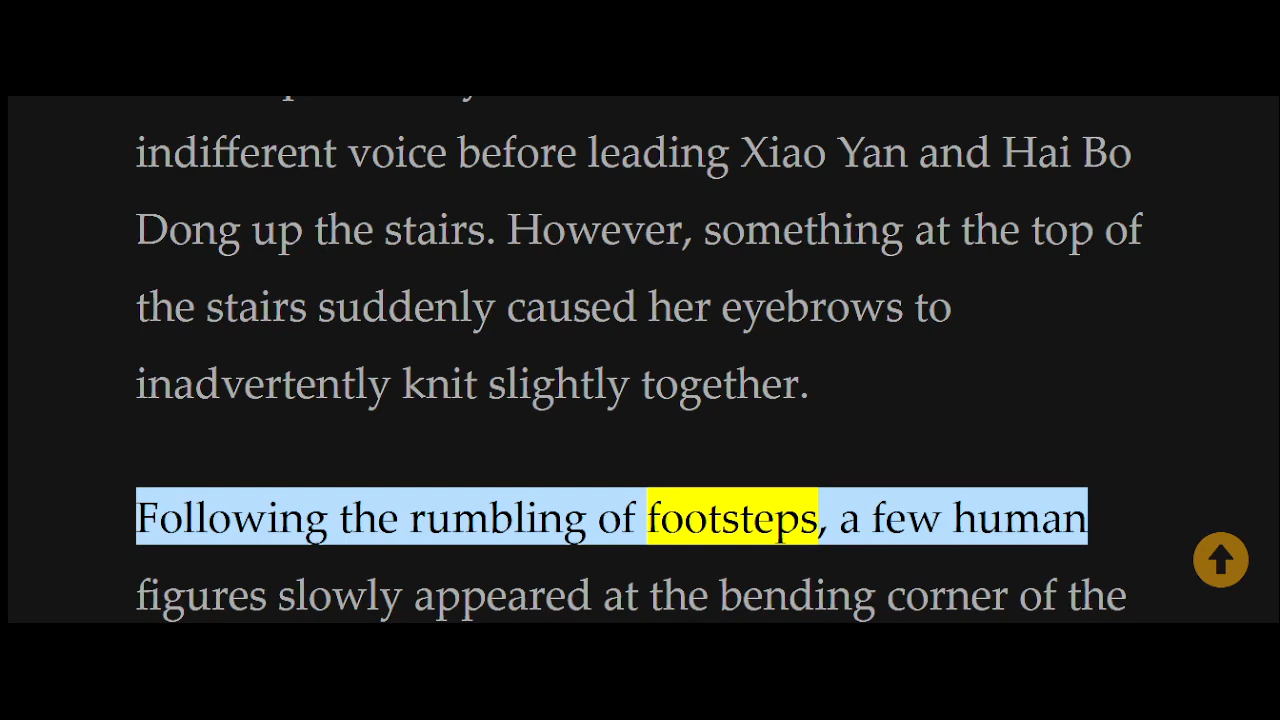 indifferent voice before leading Xiao Yan and Hai Bo
Dong up the stairs. However, something at the top of
the stairs suddenly caused her eyebrows to
inadvertently knit slightly together.
Following the rumbling of footsteps, a few human
figures slowly appeared at the bending corner of the